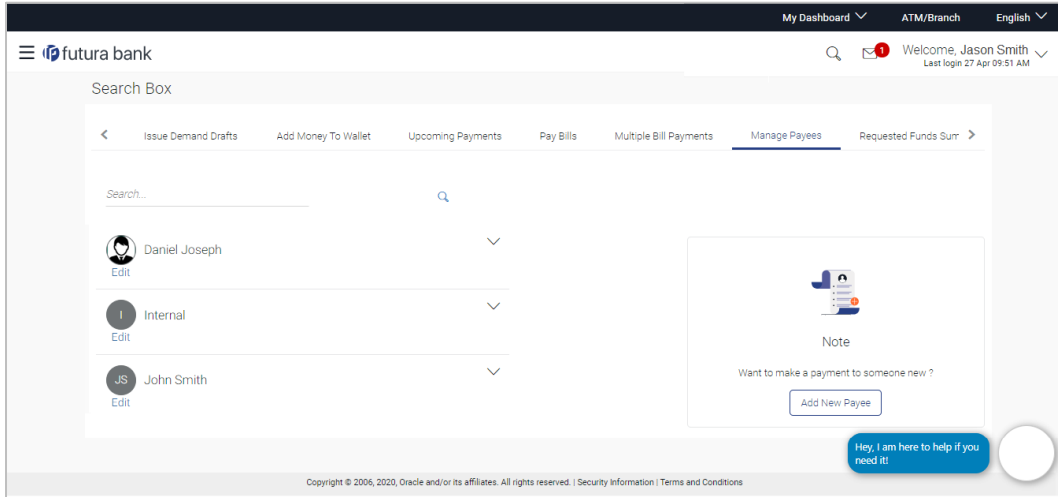 My Dashboard ATM/Branch English
futura bank
1
Welcome, Jason Smith
Last login 27 Apr 09:51 AM
Search Box
Issue Demand Drafts Add Money To Wallet Upcoming Payments Pay Bills Multiple Bill Payments Manage Payees Requested Funds Sum
Search...
Daniel Joseph
Edit
I Internal
Edit
JS John Smith
Edit
Note
Want to make a payment to someone new ?
Add New Payee
Hey, I am here to help if you
need it!
Copyright © 2006, 2020, Oracle and/or its affiliates. All rights reserved. | Security Information | Terms and Conditions